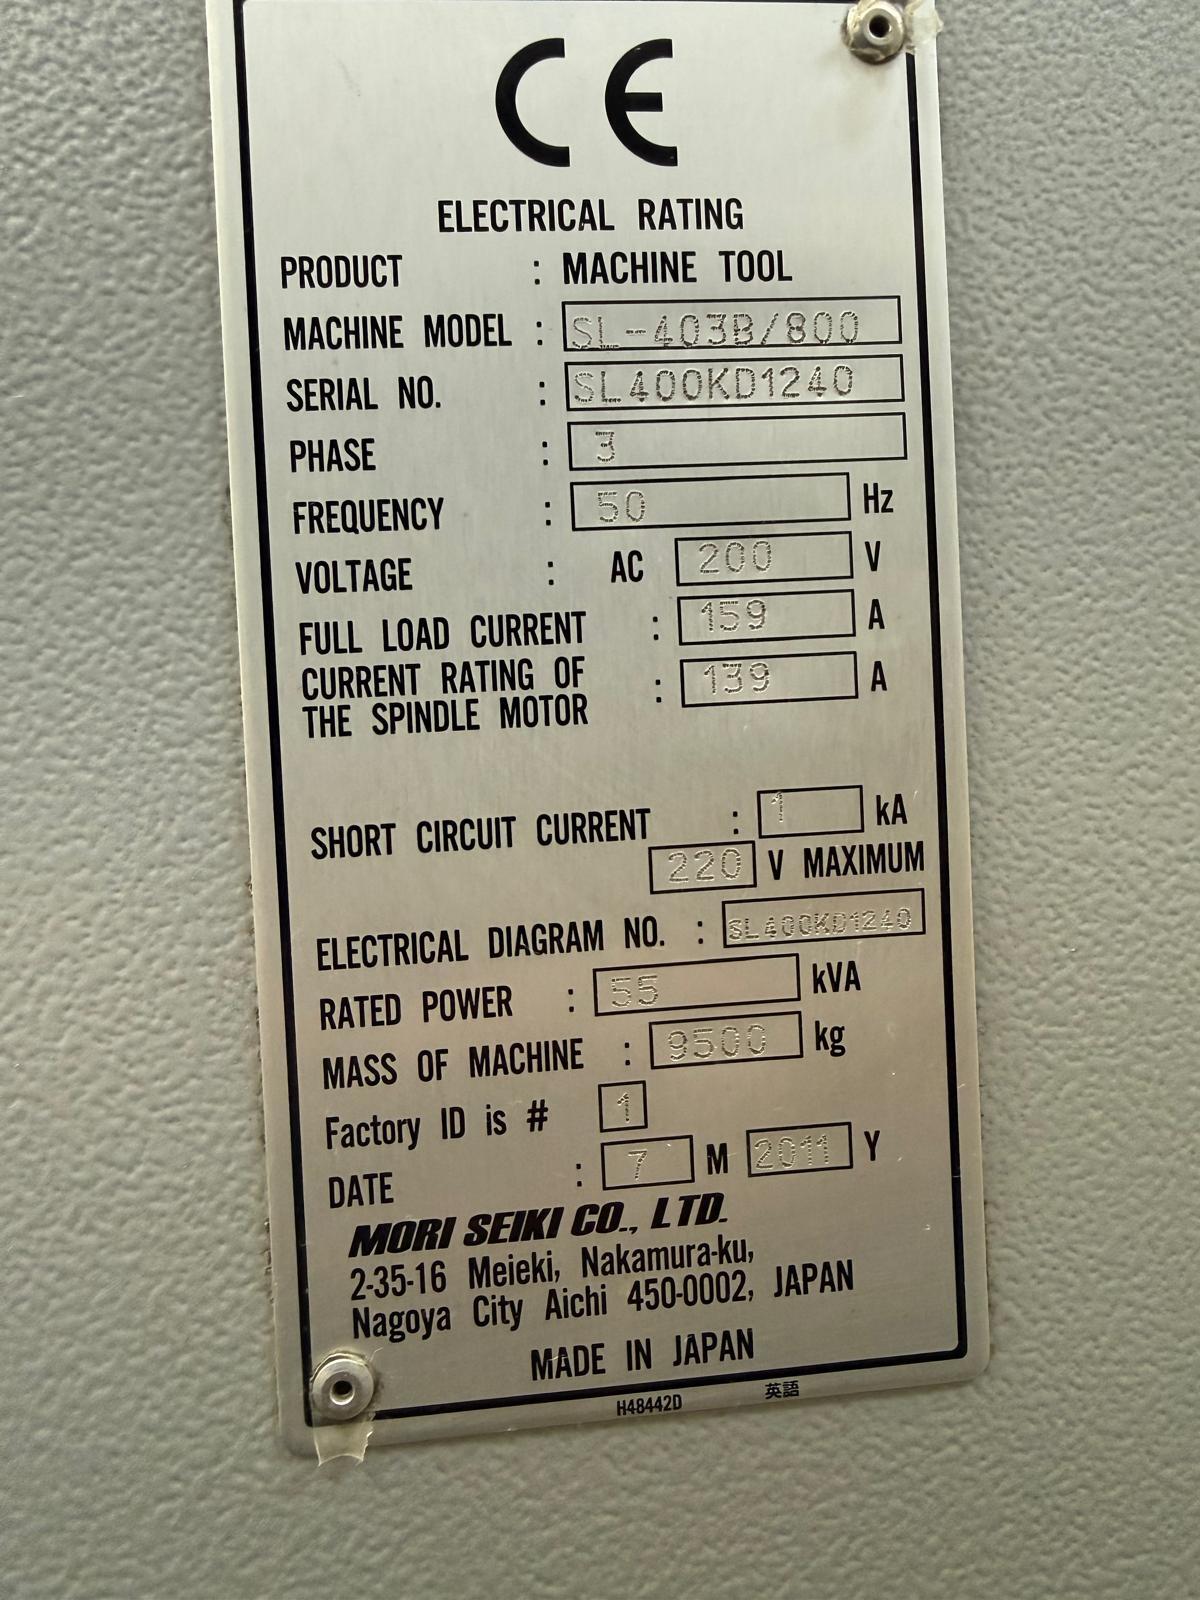 CE
ELECTRICAL RATING
PRODUCT : MACHINE TOOL
MACHINE MODEL : SL-403B/800
SERIAL NO. : SL400KD1240
PHASE : 3
FREQUENCY : 50 Hz
VOLTAGE : AC 200 V
FULL LOAD CURRENT : 159 A
CURRENT RATING OF
THE SPINDLE MOTOR : 139 A
SHORT CIRCUIT CURRENT : 1 kA
220 V MAXIMUM
ELECTRICAL DIAGRAM NO. : SL400KD1240
RATED POWER : 55 kVA
MASS OF MACHINE : 9500 kg
Factory ID is # 1
DATE : 7 M 2011 Y
MORI SEIKI CO., LTD.
2-35-16 Meieki, Nakamura-ku,
Nagoya City Aichi 450-0002, JAPAN
MADE IN JAPAN
H48442D 英語